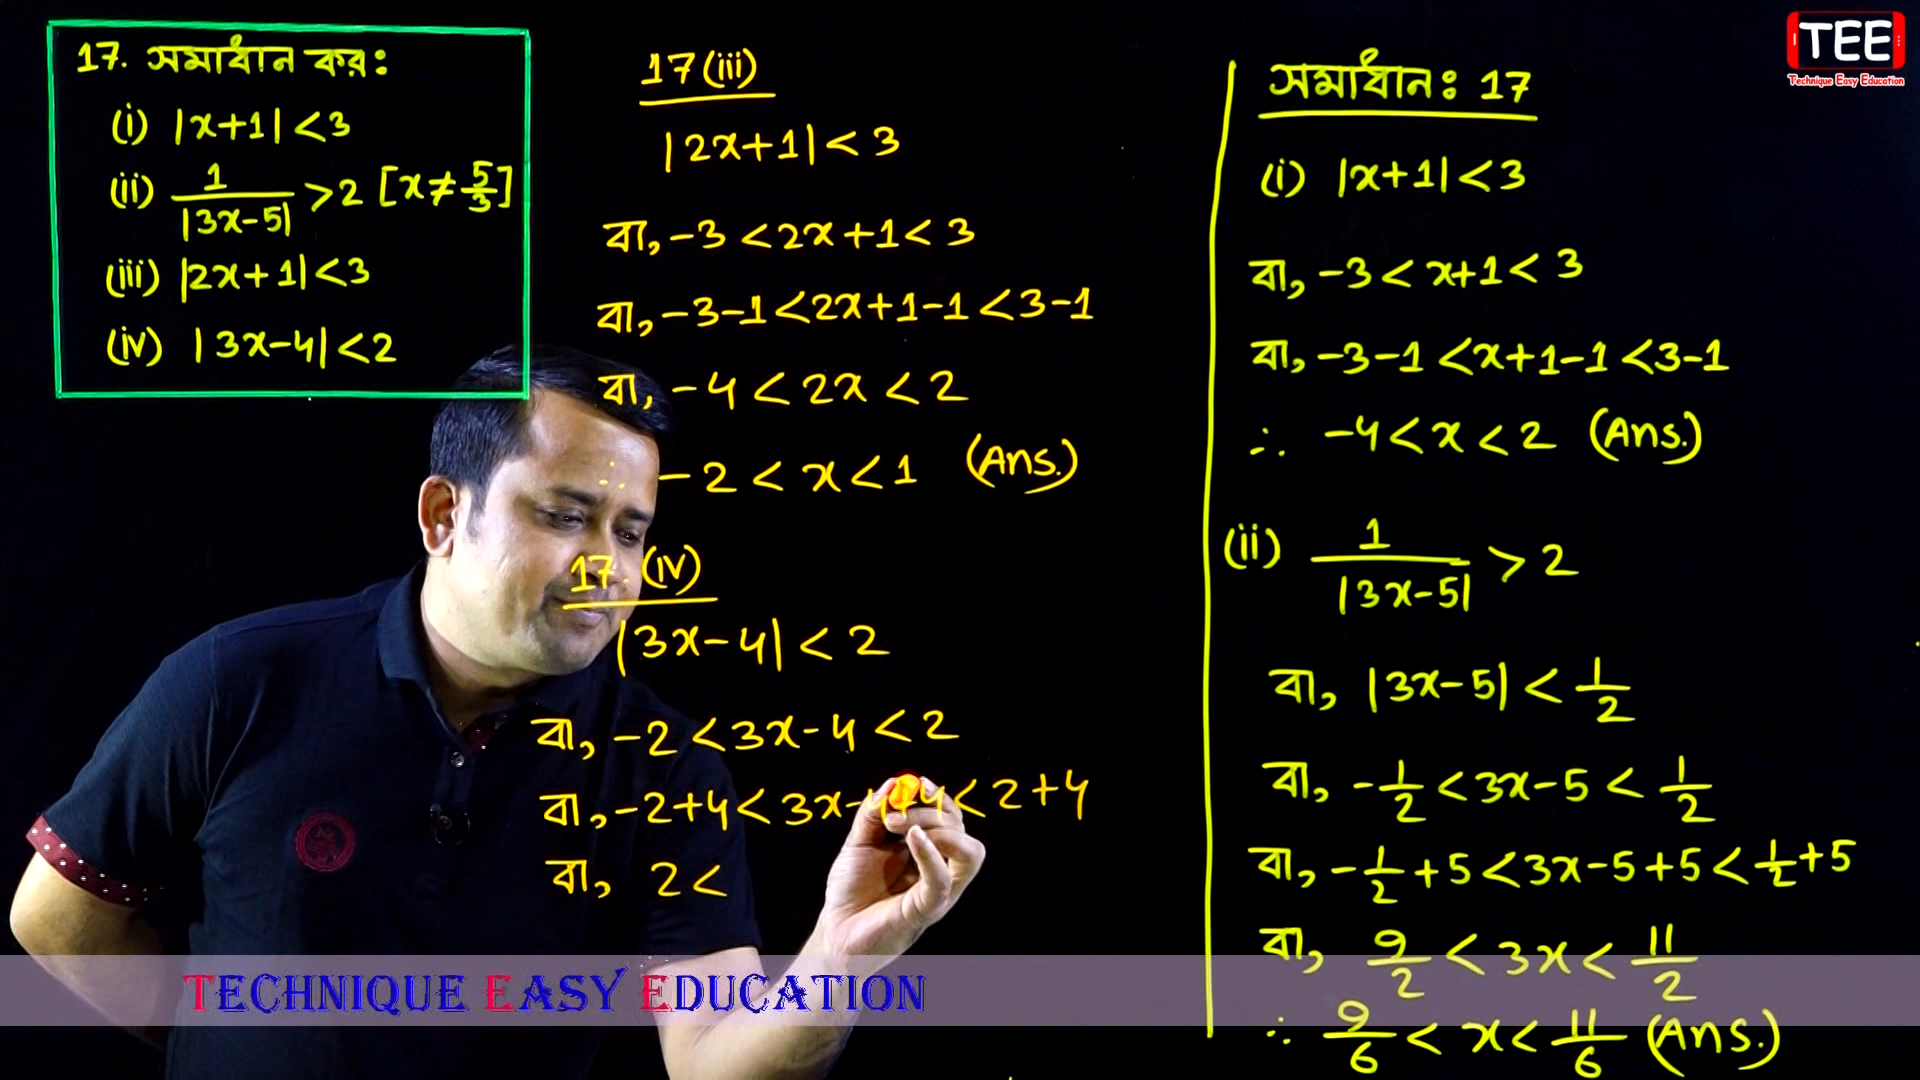 17. সমাধান কর:
(i) |x+1|<3
(ii) 1/|3x-5| >2 [x≠5/3]
(iii) |2x+1|<3
(iv) |3x-4|<2
17(iii)
|2x+1|<3
বা, -3<2x+1<3
বা, -3-1<2x+1-1<3-1
বা, -4<2x<2
∴ -2<x<1 (Ans.)
17.(iv)
|3x-4|<2
বা, -2<3x-4<2
বা, -2+4<3x-4+4<2+4
বা, 2<
সমাধান: 17
(i) |x+1|<3
বা, -3<x+1<3
বা, -3-1<x+1-1<3-1
∴ -4<x<2 (Ans.)
(ii) 1/|3x-5| >2
বা, |3x-5|<1/2
বা, -1/2<3x-5<1/2
বা, -1/2+5<3x-5+5<1/2+5
বা, 9/2<3x<11/2
∴ 9/6<x<11/6 (Ans.)
TEE
Technique Easy Education
TECHNIQUE EASY EDUCATION